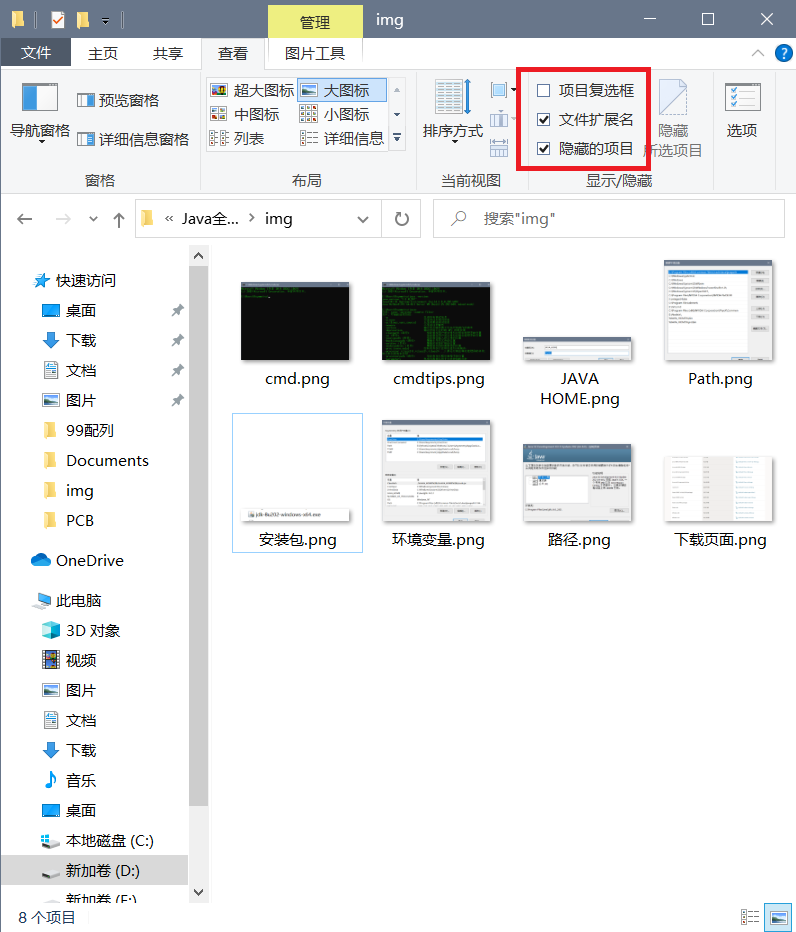 管理
img
文件
主页
共享
查看
图片工具
导航窗格
预览窗格
详细信息窗格
窗格
超大图标
大图标
中图标
小图标
列表
详细信息
布局
排序方式
当前视图
项目复选框
文件扩展名
隐藏的项目
隐藏
所选项目
显示/隐藏
选项
« Java全... > img
搜索"img"
快速访问
桌面
下载
文档
图片
99配列
Documents
img
PCB
OneDrive
此电脑
3D 对象
视频
图片
文档
下载
音乐
桌面
本地磁盘 (C:)
新加卷 (D:)
新加卷 (E:)
cmd.png
cmdtips.png
JAVA
HOME.png
Path.png
jdk-8u202-windows-x64.exe
安装包.png
环境变量.png
路径.png
下载页面.png
8 个项目